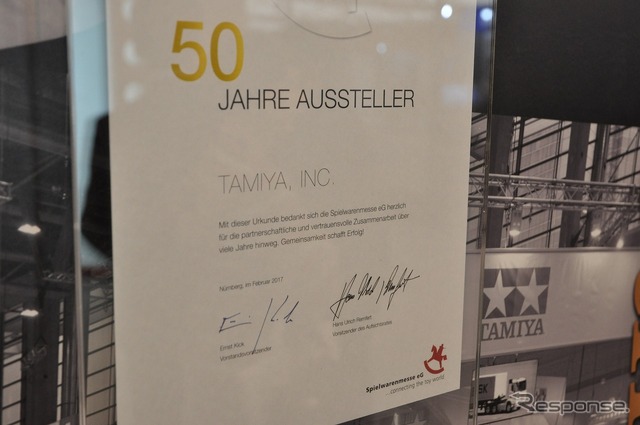 50
JAHRE AUSSTELLER
TAMIYA, INC.
Mit dieser Urkunde bedankt sich die Spielwarenmesse eG herzlich
für die partnerschaftliche und vertrauensvolle Zusammenarbeit über
viele Jahre hinweg. Gemeinsamkeit schafft Erfolg!
Nürnberg, im Februar 2017
Ernst Kick
Vorstandsvorsitzender
Hans Ulrich Remfert
Vorsitzender des Aufsichtsrates
Spielwarenmesse eG
...connecting the toy world
TAMIYA
Response.